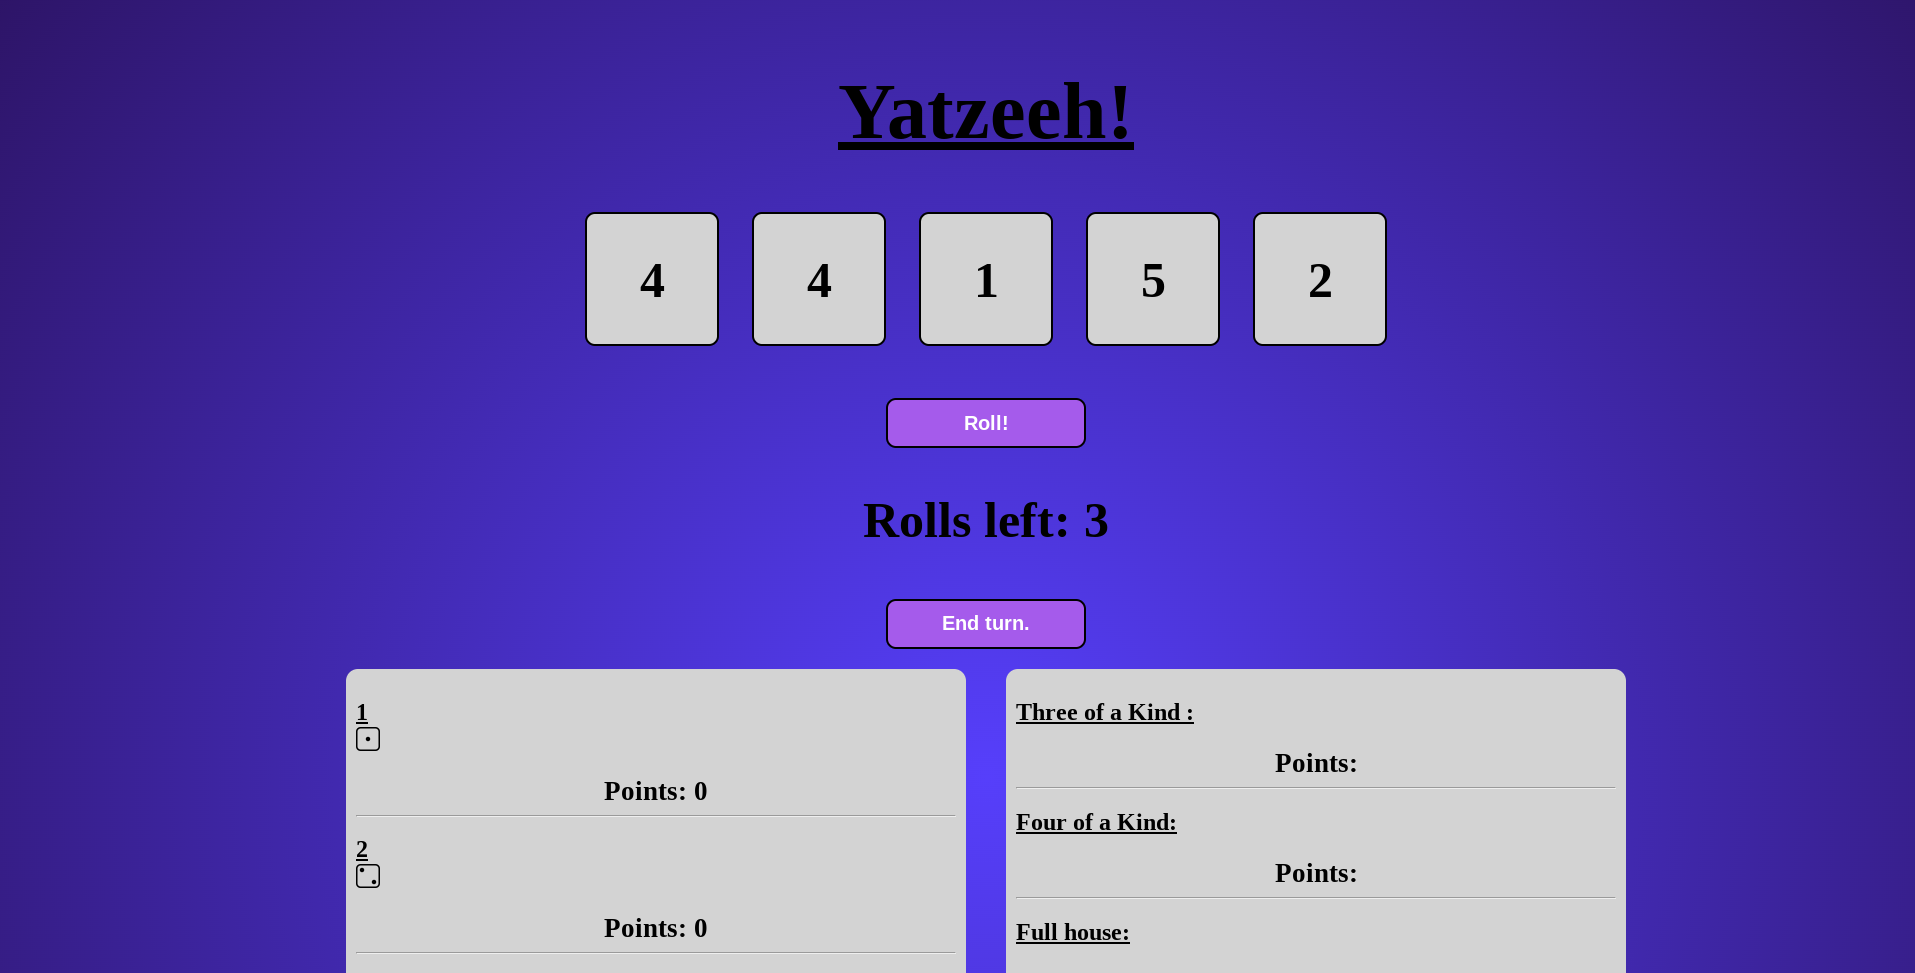 Yatzeeh!
4 4 1 5 2
Roll!
Rolls left: 3
End turn.
1
Points: 0
2
Points: 0
Three of a Kind :
Points:
Four of a Kind:
Points:
Full house: